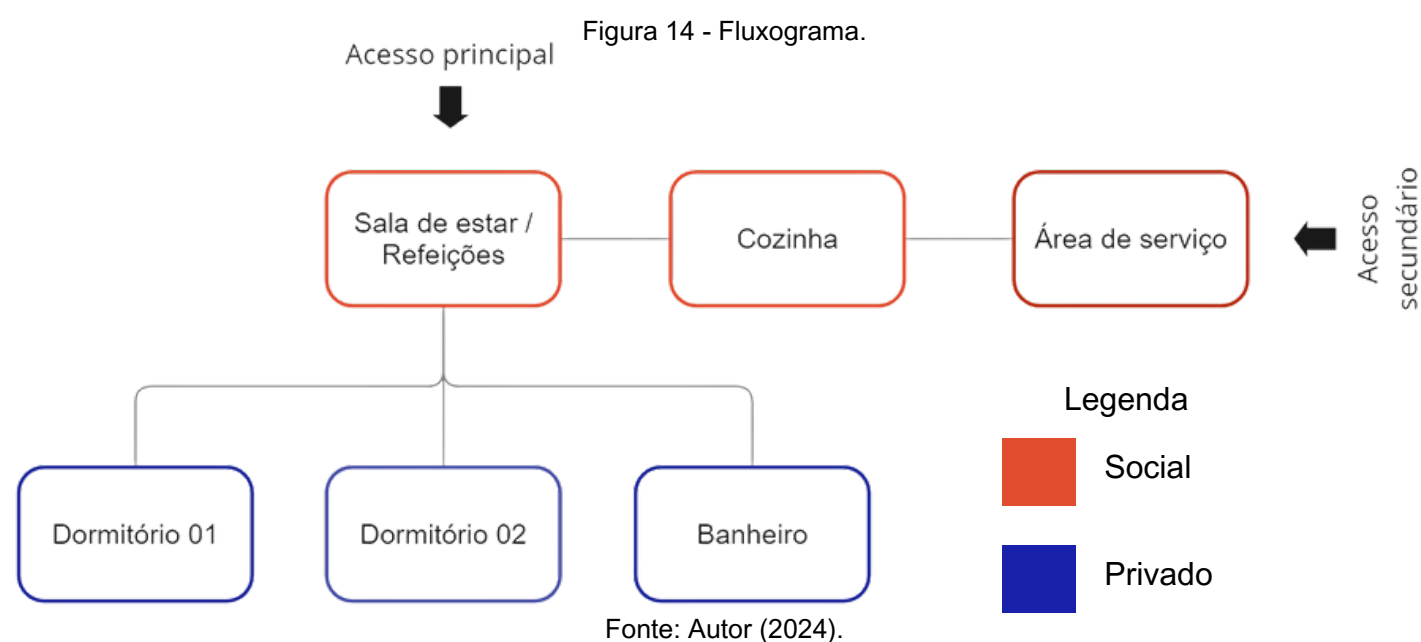 Figura 14 - Fluxograma.
Acesso principal
Sala de estar /
Refeições
Cozinha
Área de serviço
Acesso
secundário
Dormitório 01
Dormitório 02
Banheiro
Legenda
Social
Privado
Fonte: Autor (2024).